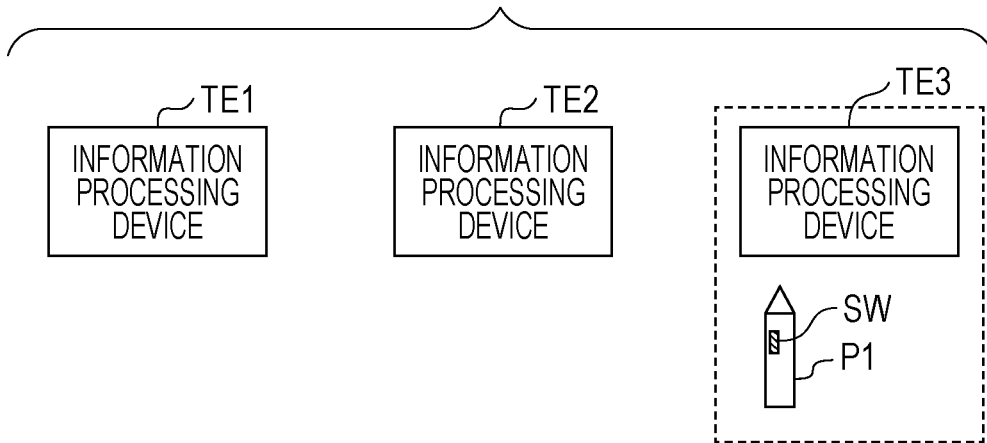 TE1
INFORMATION
PROCESSING
DEVICE
TE2
INFORMATION
PROCESSING
DEVICE
TE3
INFORMATION
PROCESSING
DEVICE
SW
P1